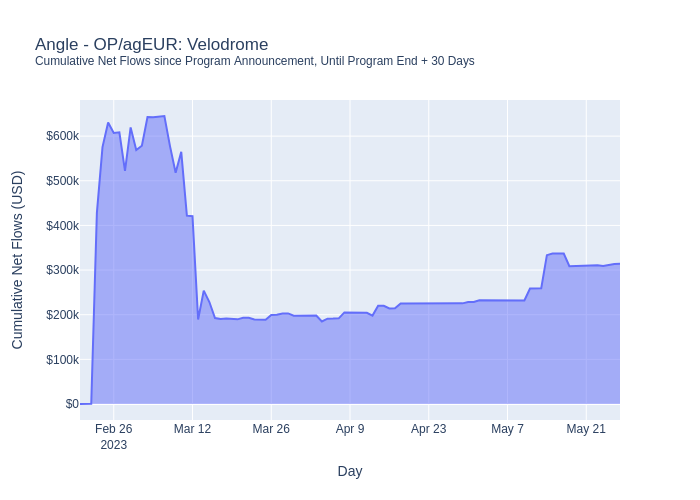 Angle - OP/agEUR: Velodrome
Cumulative Net Flows since Program Announcement, Until Program End + 30 Days
Cumulative Net Flows (USD)
$600k
$500k
$400k
$300k
$200k
$100k
$0
Feb 26
2023
Mar 12
Mar 26
Apr 9
Apr 23
May 7
May 21
Day